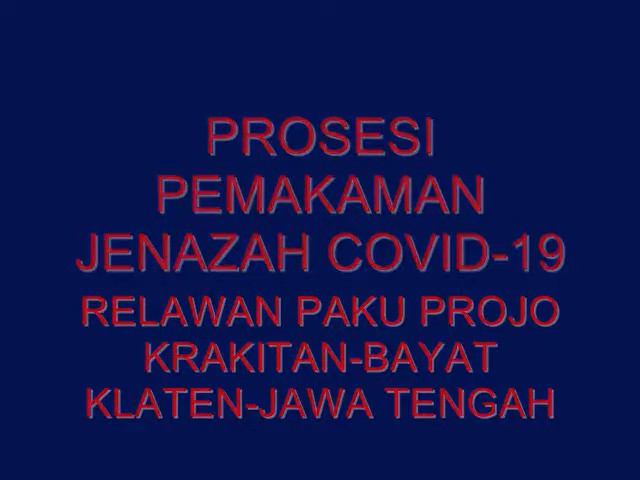 PROSESI
PEMAKAMAN
JENAZAH COVID-19
RELAWAN PAKU PROJO
KRAKITAN-BAYAT
KLATEN-JAWA TENGAH